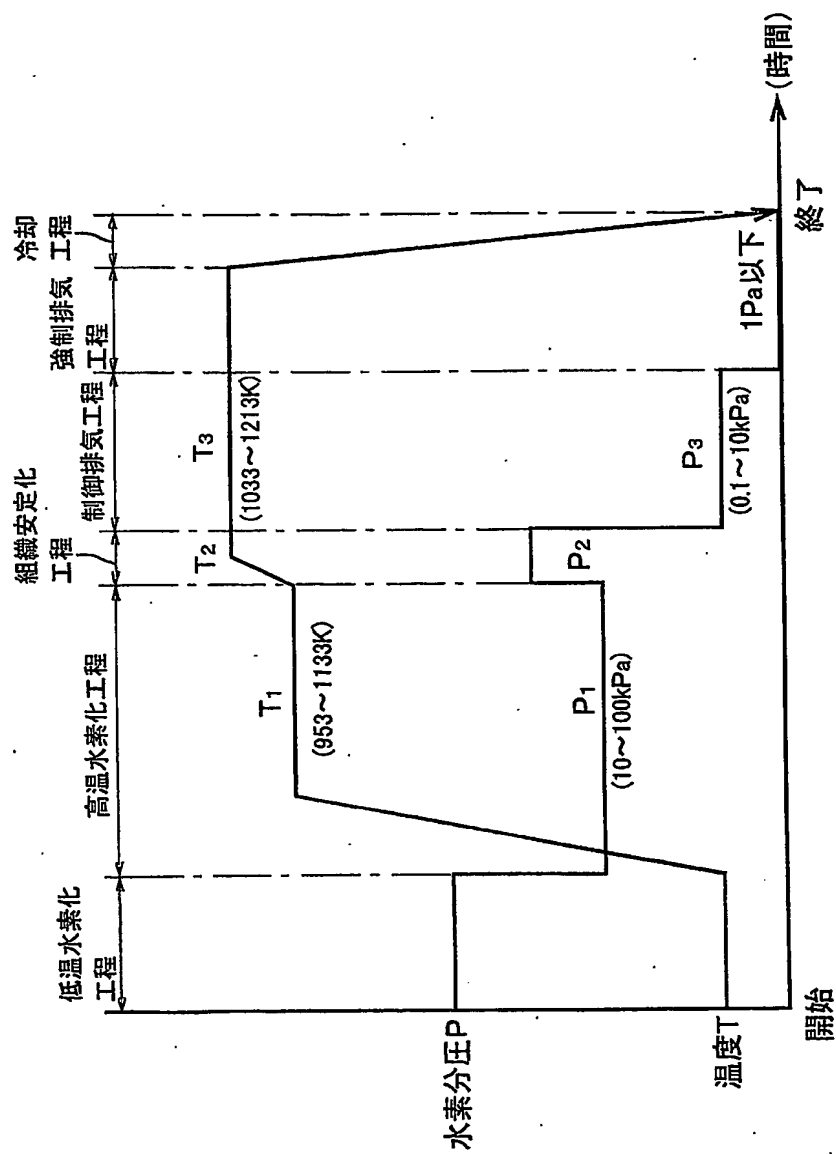 低温水素化
工程
高温水素化工程
組織安定化
工程
制御排気工程
強制排気
工程
冷却
工程
T1
(953～1133K)
T2
T3
(1033～1213K)
水素分圧P
P1
(10～100kPa)
P2
P3
(0.1～10kPa)
1Pa以下
温度T
開始
終了
(時間)